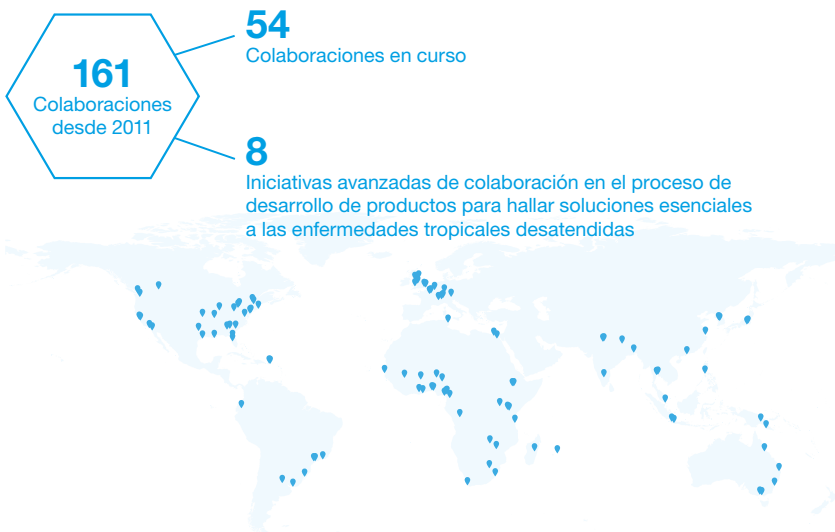 161
Colaboraciones
desde 2011
54
Colaboraciones en curso
8
Iniciativas avanzadas de colaboración en el proceso de
desarrollo de productos para hallar soluciones esenciales
a las enfermedades tropicales desatendidas